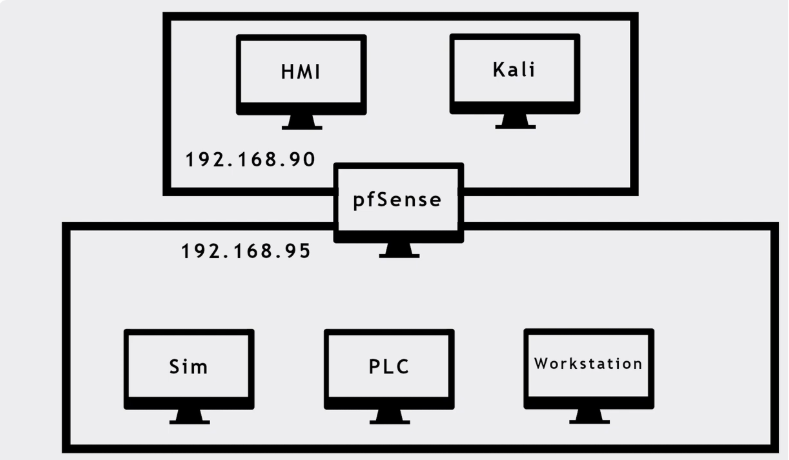 HMI
Kali
192.168.90
pfSense
192.168.95
Sim
PLC
Workstation